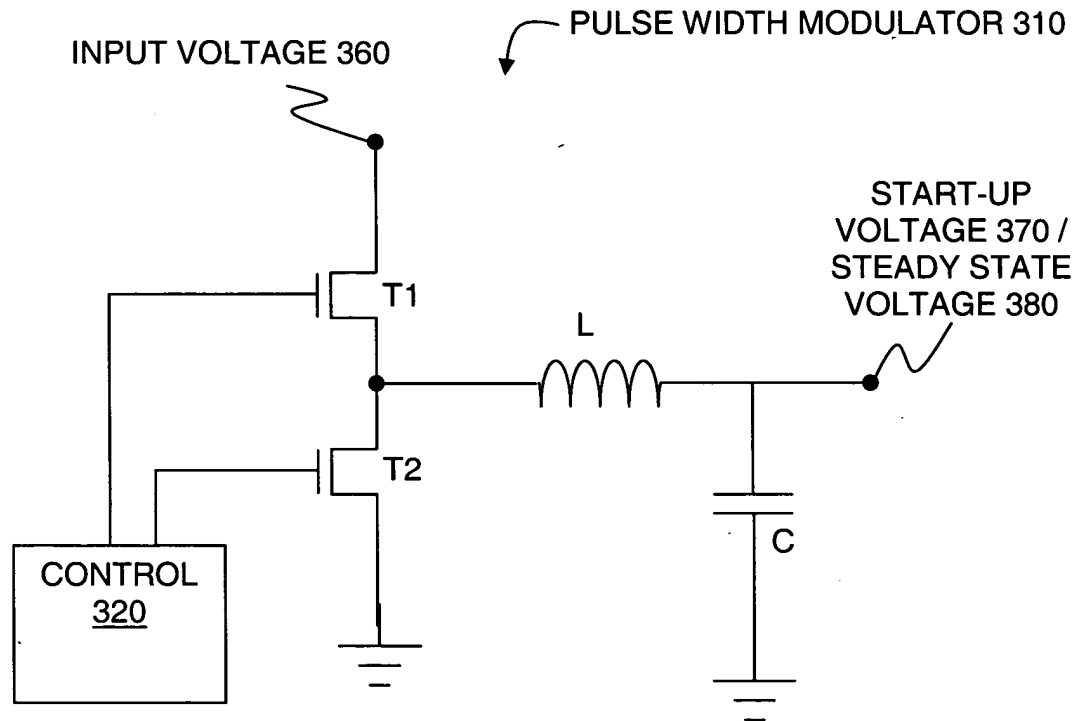 PULSE WIDTH MODULATOR 310
INPUT VOLTAGE 360
START-UP
VOLTAGE 370 /
STEADY STATE
VOLTAGE 380
T1
L
T2
C
CONTROL
320